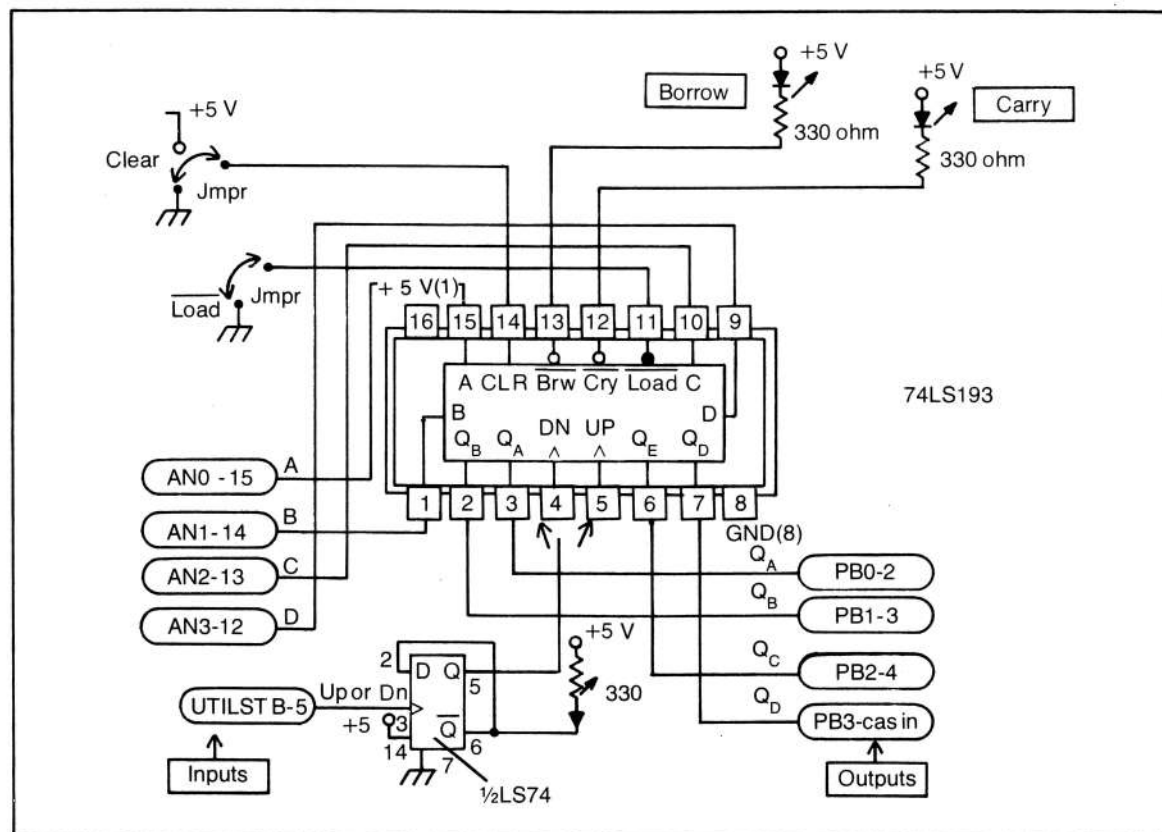 +5 V
Borrow
+5 V
Carry
+5 V
330 ohm
330 ohm
Clear
Jmpr
Load
Jmpr
+ 5 V(1)
16 15 14 13 12 11 10 9
A CLR Brw Cry Load C
74LS193
B DN UP D
Q_B Q_A Q_E Q_D
^ ^
1 2 3 4 5 6 7 8
GND(8)
AN0 - 15 A
AN1-14 B
AN2-13 C
AN3-12 D
Q_A PB0-2
Q_B PB1-3
Q_C PB2-4
Q_D PB3-cas in
+5 V
330
2 D Q 5
UTILST B-5 Up or Dn
+5 3 Q 6
14 7
½LS74
Inputs
Outputs